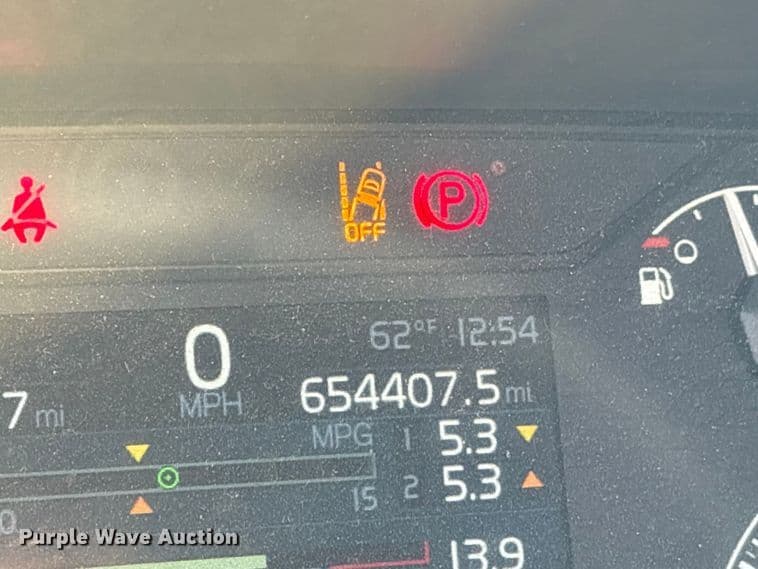 OFF
P
62°F 12:54
0
7 mi
MPH
654407.5 mi
MPG 1 5.3
15 2 5.3
0
13.9
Purple Wave Auction